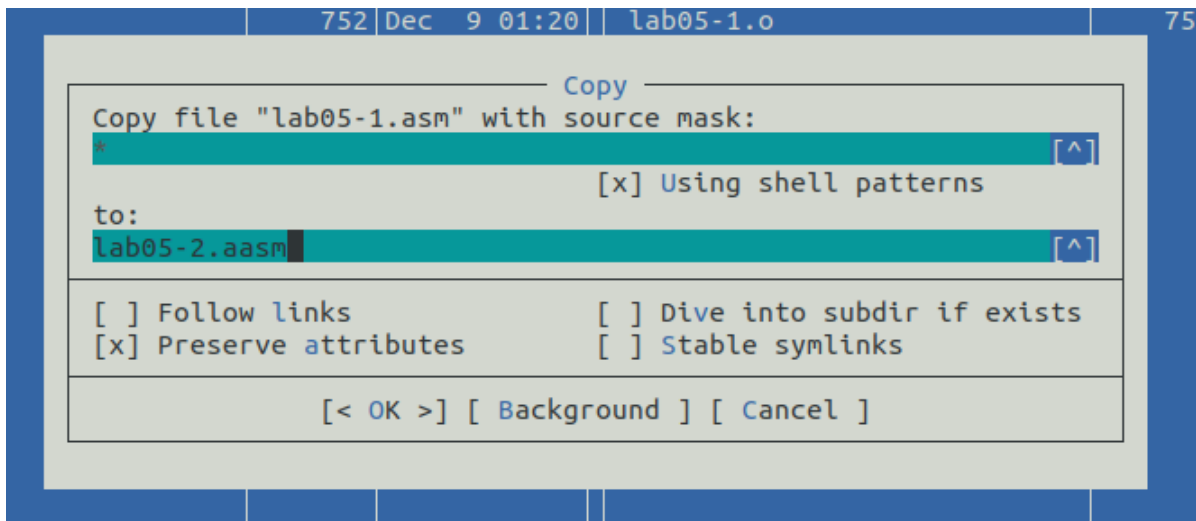 752 Dec 9 01:20 lab05-1.o 75
Copy
Copy file "lab05-1.asm" with source mask:
* [^]
[x] Using shell patterns
to:
lab05-2.aasm [^]
[ ] Follow links [ ] Dive into subdir if exists
[x] Preserve attributes [ ] Stable symlinks
[< OK >] [ Background ] [ Cancel ]